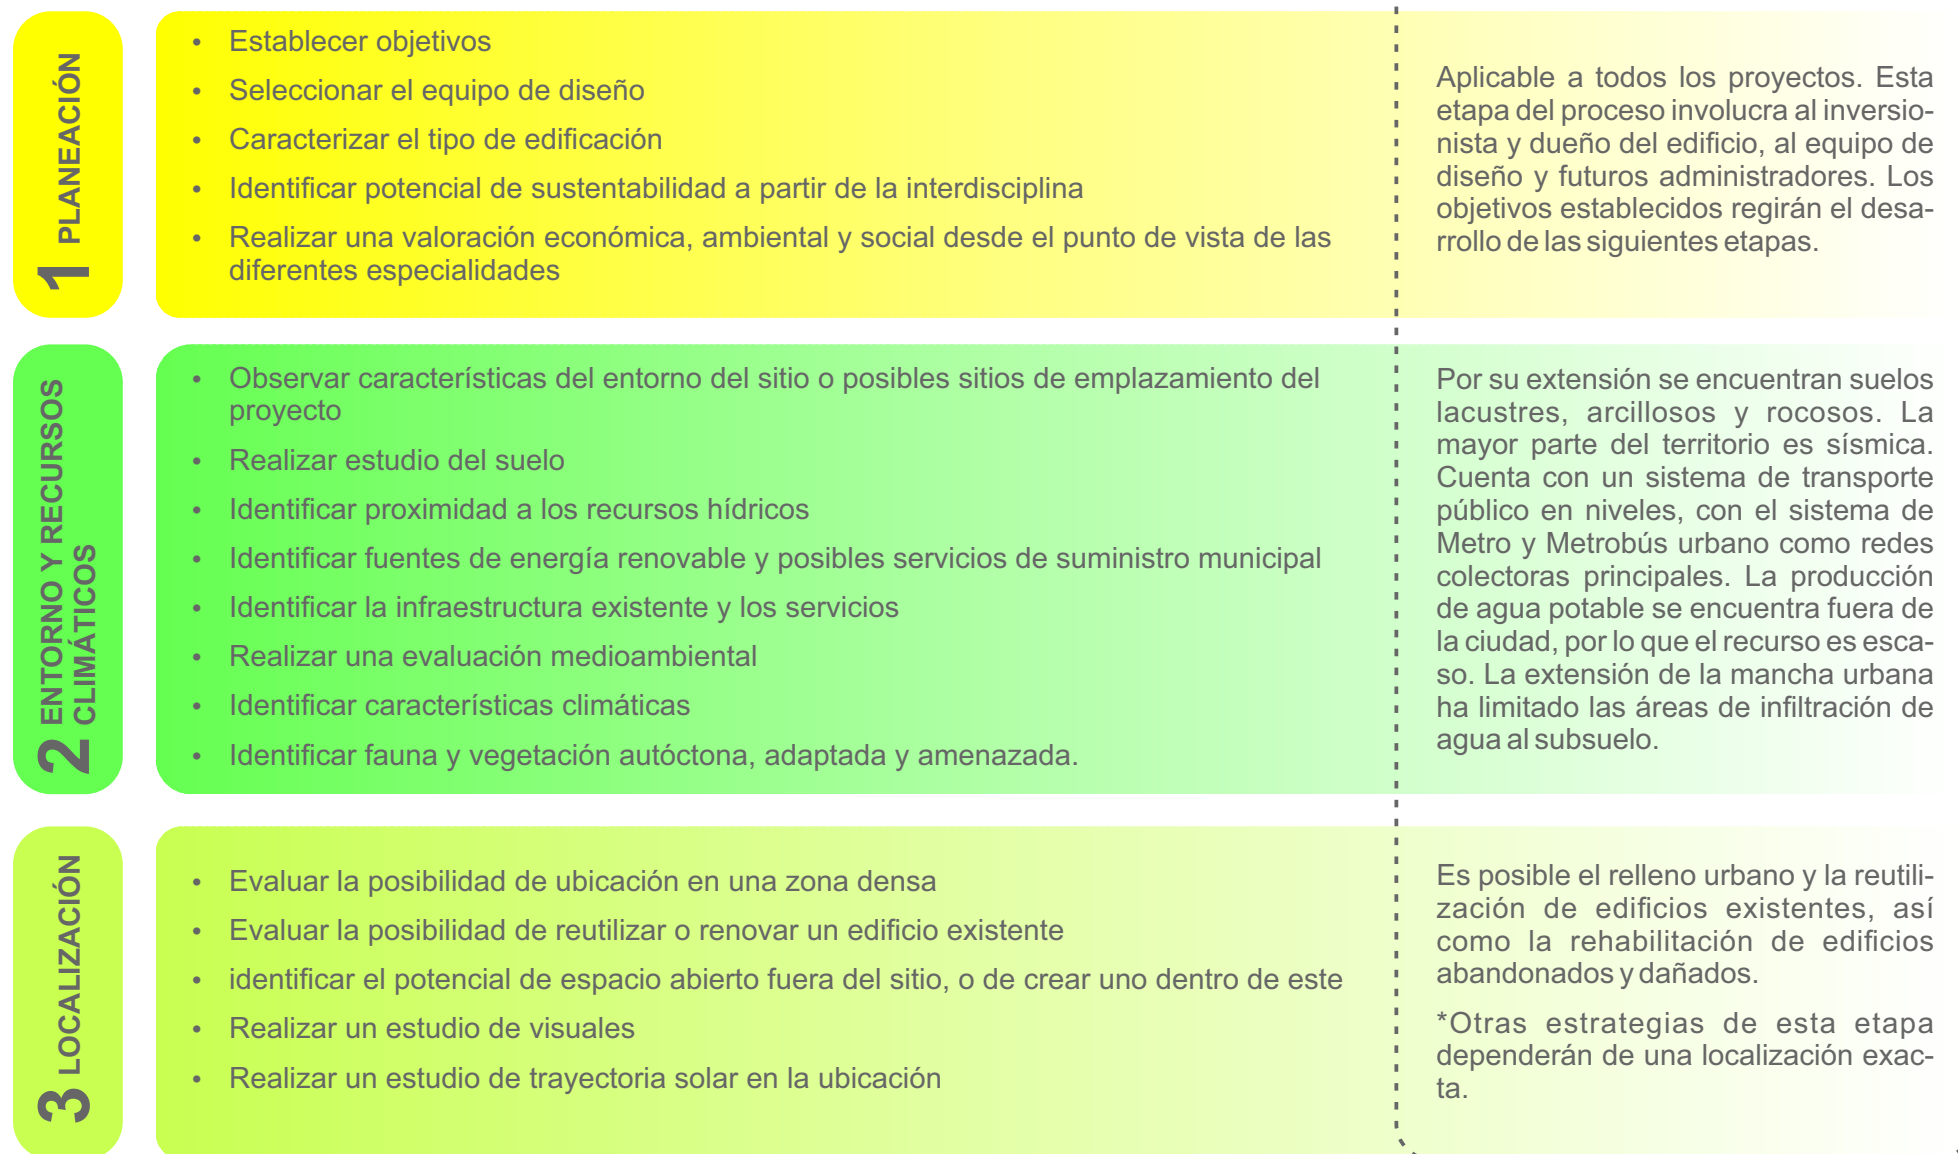 1 PLANEACIÓN
• Establecer objetivos
• Seleccionar el equipo de diseño
• Caracterizar el tipo de edificación
• Identificar potencial de sustentabilidad a partir de la interdisciplina
• Realizar una valoración económica, ambiental y social desde el punto de vista de las
diferentes especialidades
Aplicable a todos los proyectos. Esta
etapa del proceso involucra al inversio-
nista y dueño del edificio, al equipo de
diseño y futuros administradores. Los
objetivos establecidos regirán el desa-
rrollo de las siguientes etapas.
2 ENTORNO Y RECURSOS
CLIMÁTICOS
• Observar características del entorno del sitio o posibles sitios de emplazamiento del
proyecto
• Realizar estudio del suelo
• Identificar proximidad a los recursos hídricos
• Identificar fuentes de energía renovable y posibles servicios de suministro municipal
• Identificar la infraestructura existente y los servicios
• Realizar una evaluación medioambiental
• Identificar características climáticas
• Identificar fauna y vegetación autóctona, adaptada y amenazada.
Por su extensión se encuentran suelos
lacustres, arcillosos y rocosos. La
mayor parte del territorio es sísmica.
Cuenta con un sistema de transporte
público en niveles, con el sistema de
Metro y Metrobús urbano como redes
colectoras principales. La producción
de agua potable se encuentra fuera de
la ciudad, por lo que el recurso es esca-
so. La extensión de la mancha urbana
ha limitado las áreas de infiltración de
agua al subsuelo.
3 LOCALIZACIÓN
• Evaluar la posibilidad de ubicación en una zona densa
• Evaluar la posibilidad de reutilizar o renovar un edificio existente
• identificar el potencial de espacio abierto fuera del sitio, o de crear uno dentro de este
• Realizar un estudio de visuales
• Realizar un estudio de trayectoria solar en la ubicación
Es posible el relleno urbano y la reutili-
zación de edificios existentes, así
como la rehabilitación de edificios
abandonados y dañados.
*Otras estrategias de esta etapa
dependerán de una localización exac-
ta.